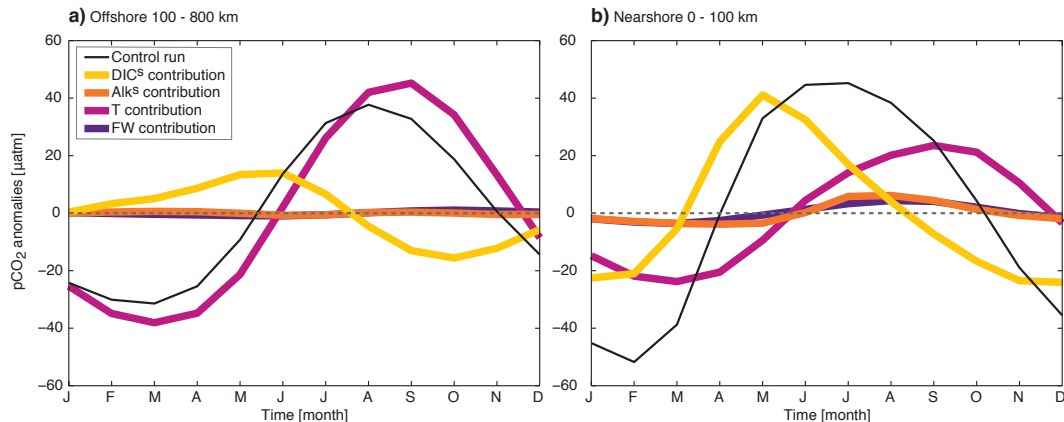 a) Offshore 100 - 800 km
60
40
20
0
−20
−40
−60
pCO2 anomalies [µatm]
Control run
DICˢ contribution
Alkˢ contribution
T contribution
FW contribution
J F M A M J J A S O N D
Time [month]
b) Nearshore 0 - 100 km
60
40
20
0
−20
−40
−60
J F M A M J J A S O N D
Time [month]